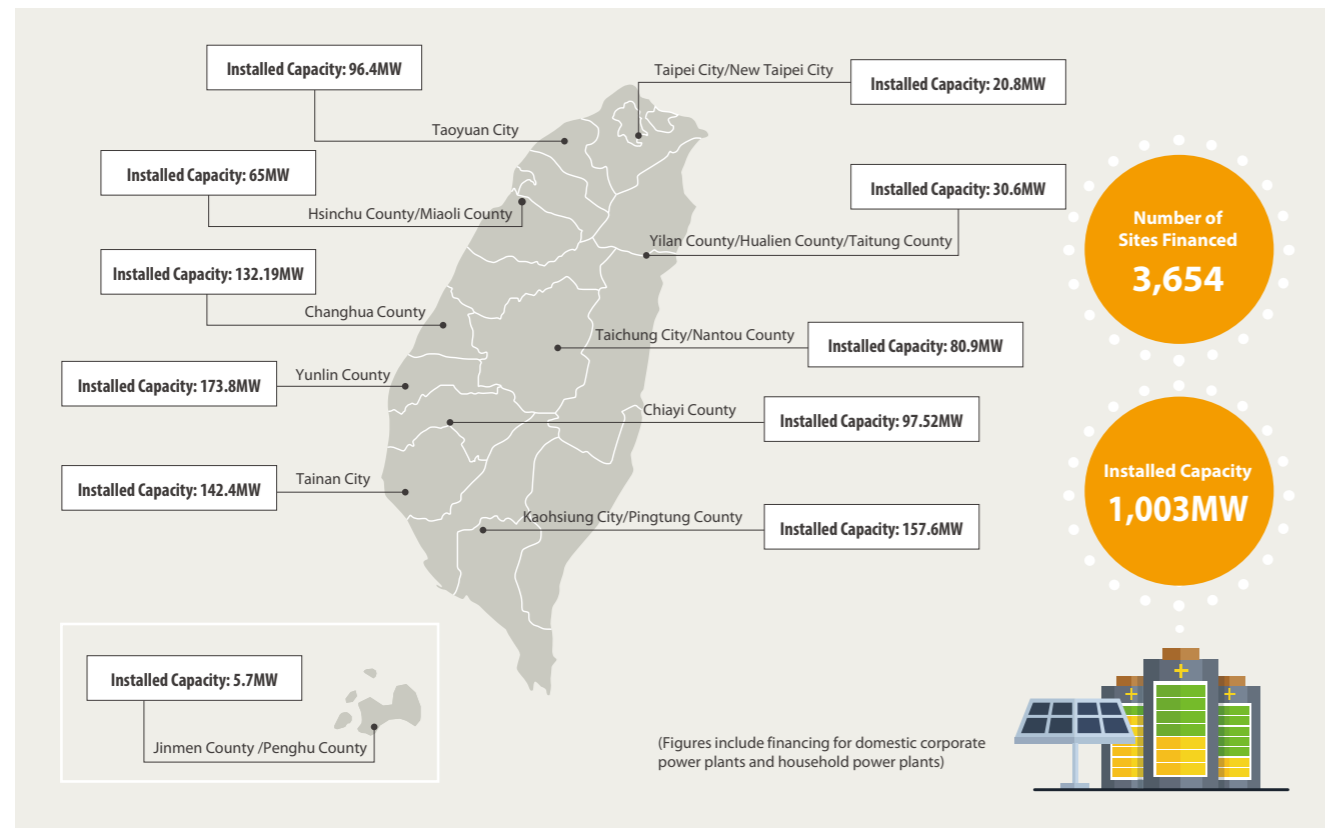 Installed Capacity: 96.4MW
Taoyuan City
Taipei City/New Taipei City
Installed Capacity: 20.8MW
Installed Capacity: 65MW
Hsinchu County/Miaoli County
Installed Capacity: 30.6MW
Yilan County/Hualien County/Taitung County
Installed Capacity: 132.19MW
Changhua County
Taichung City/Nantou County
Installed Capacity: 80.9MW
Installed Capacity: 173.8MW
Yunlin County
Chiayi County
Installed Capacity: 97.52MW
Installed Capacity: 142.4MW
Tainan City
Kaohsiung City/Pingtung County
Installed Capacity: 157.6MW
Installed Capacity: 5.7MW
Jinmen County /Penghu County
Number of
Sites Financed
3,654
Installed Capacity
1,003MW
(Figures include financing for domestic corporate
power plants and household power plants)